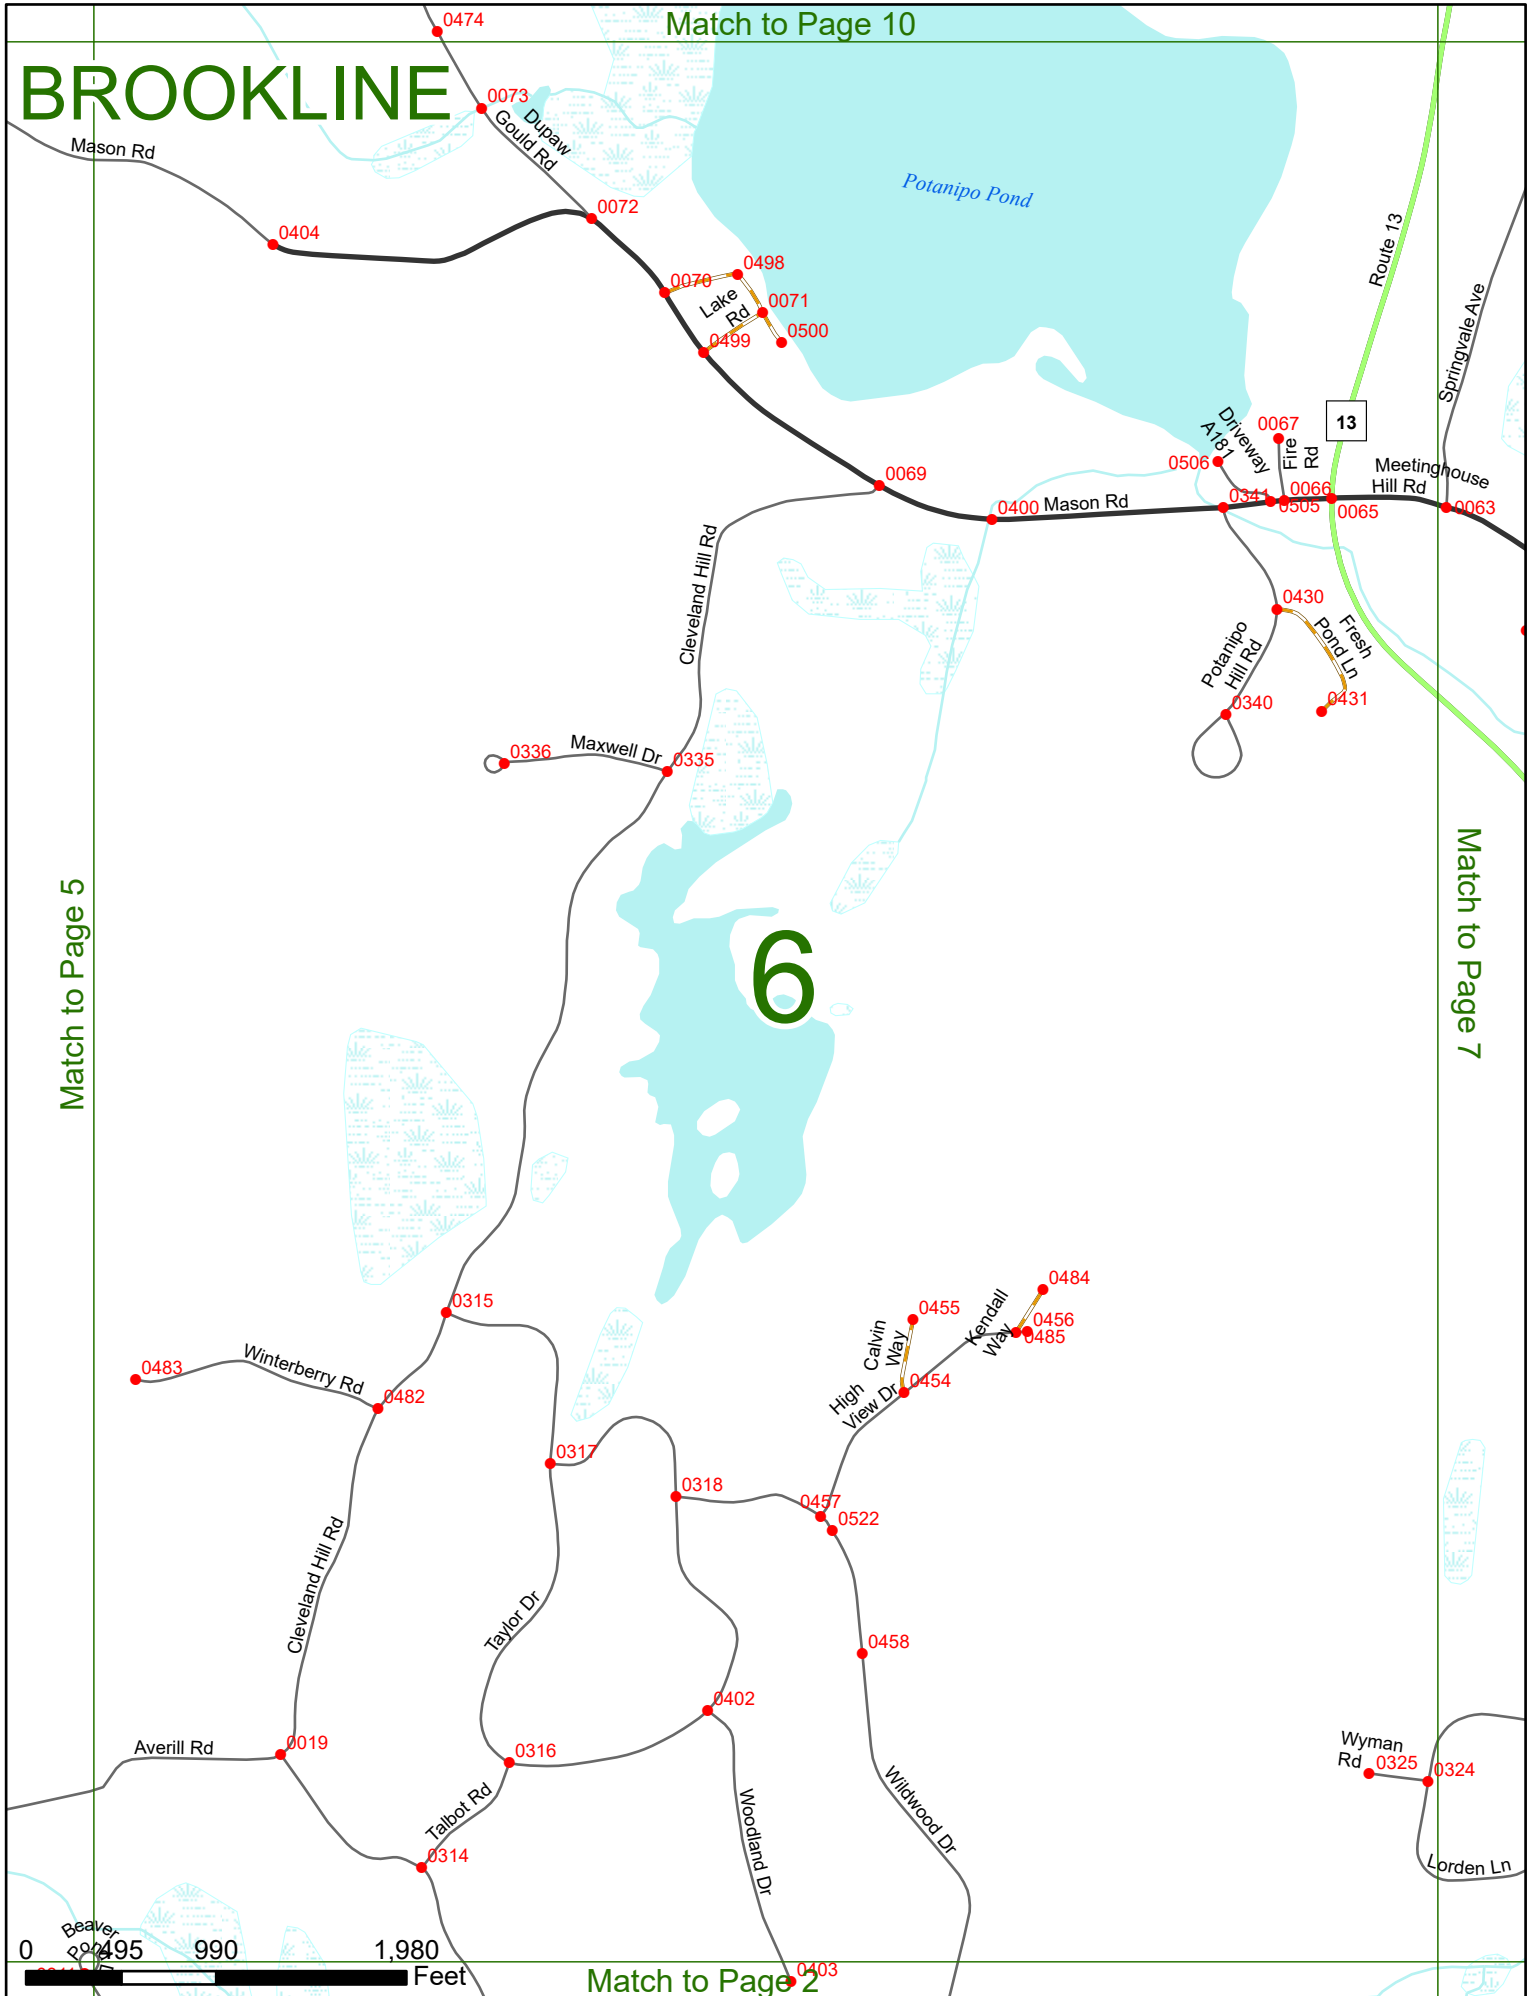 Match to Page 10
0474
BROOKLINE
0073
Dupaw
Gould Rd
Mason Rd
Potanipo Pond
0072
0404
Route 13
0498
0070
Lake
Rd
0071
0500
0499
Springvale Ave
13
Driveway
A181
0067
Fire
Rd
0506
Meetinghouse
Hill Rd
0069
0400
Mason Rd
0341
0066
0505
0065
0063
Cleveland Hill Rd
0430
Fresh
Pond Ln
Potanipo
Hill Rd
0431
0340
0336
Maxwell Dr
0335
Match to Page 5
6
Match to Page 7
0484
0315
0455
Kendall
Way
0456
0485
Calvin
Way
0483
Winterberry Rd
0454
High
View Dr
0482
0317
0318
0457
0522
Cleveland Hill Rd
Taylor Dr
0458
0402
Averill Rd
0019
0316
Wyman
Rd
0325
0324
Talbot Rd
Woodland Dr
Wildwood Dr
0314
Lorden Ln
Beaver
0 495 990 1,980
Feet
Match to Page 2
0403